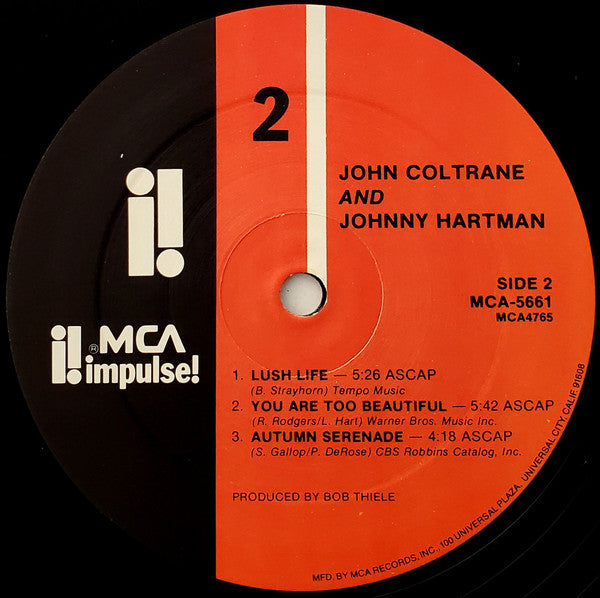 2
JOHN COLTRANE
AND
JOHNNY HARTMAN
i!
SIDE 2
MCA-5661
MCA4765
i! ®MCA
impulse!
1. LUSH LIFE — 5:26 ASCAP
(B. Strayhorn) Tempo Music
2. YOU ARE TOO BEAUTIFUL — 5:42 ASCAP
(R. Rodgers/L. Hart) Warner Bros. Music Inc.
3. AUTUMN SERENADE — 4:18 ASCAP
(S. Gallop/P. DeRose) CBS Robbins Catalog, Inc.
PRODUCED BY BOB THIELE
MFD. BY MCA RECORDS, INC., 100 UNIVERSAL PLAZA, UNIVERSAL CITY, CALIF. 91608